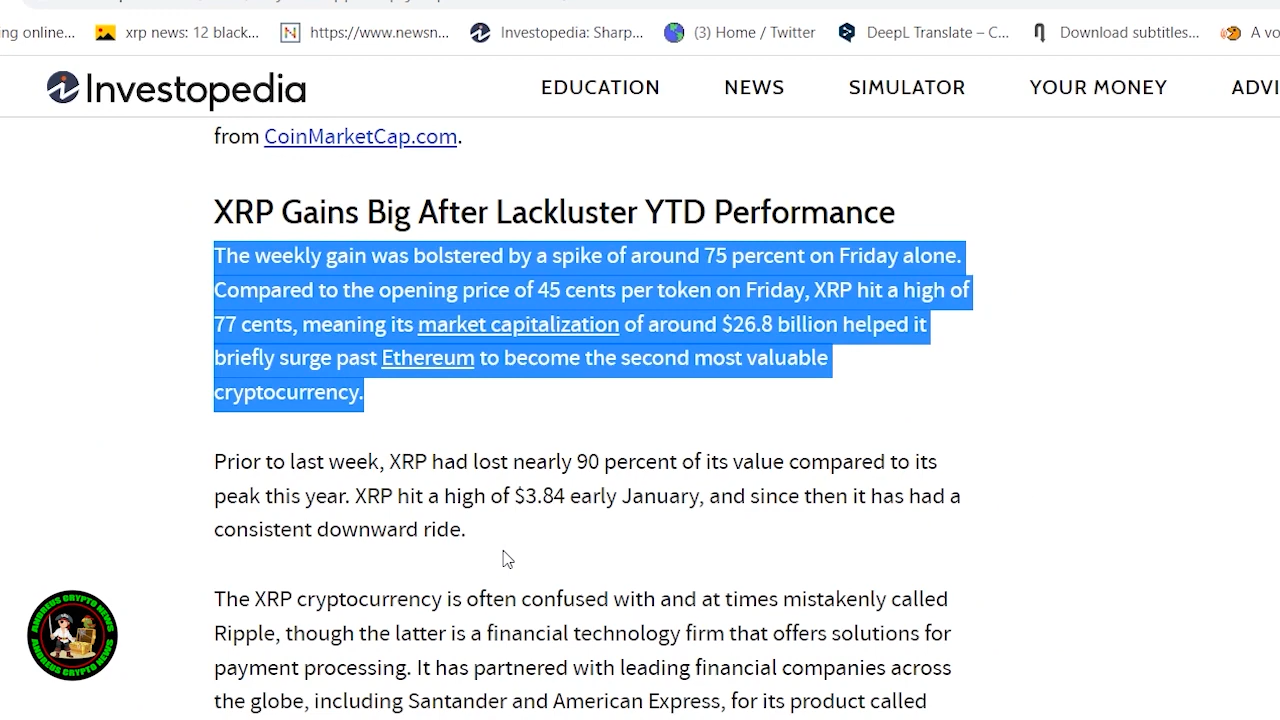 ng online...
xrp news: 12 black...
https://www.newsn...
Investopedia: Sharp...
(3) Home / Twitter
DeepL Translate – C...
Download subtitles...
A vo
Investopedia
EDUCATION
NEWS
SIMULATOR
YOUR MONEY
ADVI
from CoinMarketCap.com.
XRP Gains Big After Lackluster YTD Performance
The weekly gain was bolstered by a spike of around 75 percent on Friday alone.
Compared to the opening price of 45 cents per token on Friday, XRP hit a high of
77 cents, meaning its market capitalization of around $26.8 billion helped it
briefly surge past Ethereum to become the second most valuable
cryptocurrency.
Prior to last week, XRP had lost nearly 90 percent of its value compared to its
peak this year. XRP hit a high of $3.84 early January, and since then it has had a
consistent downward ride.
The XRP cryptocurrency is often confused with and at times mistakenly called
Ripple, though the latter is a financial technology firm that offers solutions for
payment processing. It has partnered with leading financial companies across
the globe, including Santander and American Express, for its product called
ANDREUS CRYPTO NEWS
ANDREUS CRYPTO NEWS